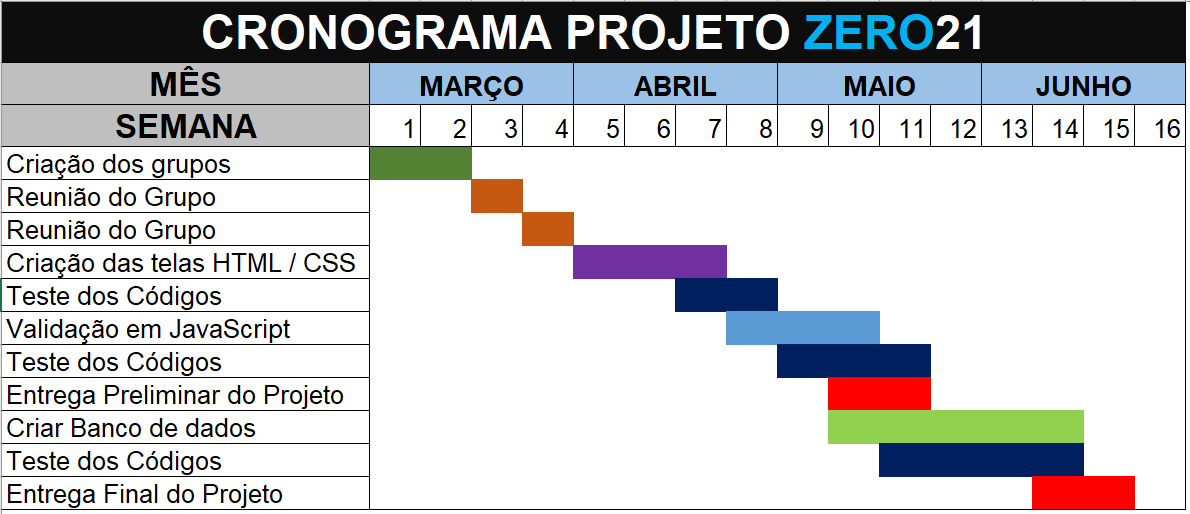 CRONOGRAMA PROJETO ZERO21
MÊS MARÇO ABRIL MAIO JUNHO
SEMANA 1 2 3 4 5 6 7 8 9 10 11 12 13 14 15 16
Criação dos grupos
Reunião do Grupo
Reunião do Grupo
Criação das telas HTML / CSS
Teste dos Códigos
Validação em JavaScript
Teste dos Códigos
Entrega Preliminar do Projeto
Criar Banco de dados
Teste dos Códigos
Entrega Final do Projeto